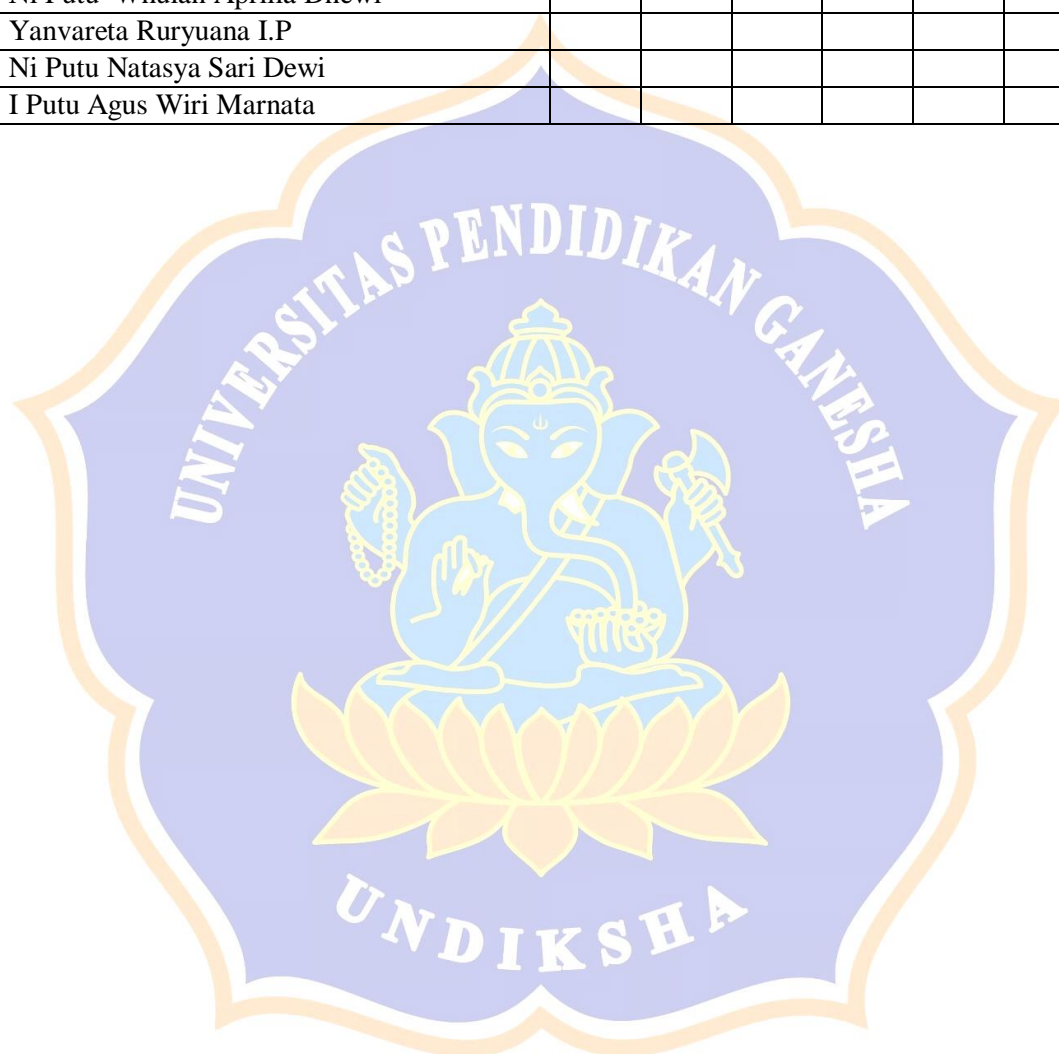 Yanvareta Ruryuana I.P
Ni Putu Natasya Sari Dewi
I Putu Agus Wiri Marnata
UNIVERSITAS PENDIDIKAN GANESHA
UNDIKSHA